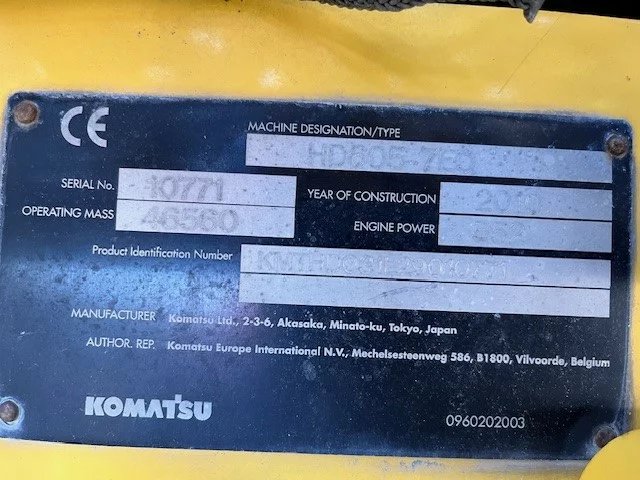 CE
MACHINE DESIGNATION/TYPE
HD605-7E0
SERIAL No. 10771
YEAR OF CONSTRUCTION
OPERATING MASS 46560
ENGINE POWER
Product Identification Number
MANUFACTURER Komatsu Ltd., 2-3-6, Akasaka, Minato-ku, Tokyo, Japan
AUTHOR. REP. Komatsu Europe International N.V., Mechelsesteenweg 586, B1800, Vilvoorde, Belgium
KOMATSU
0960202003